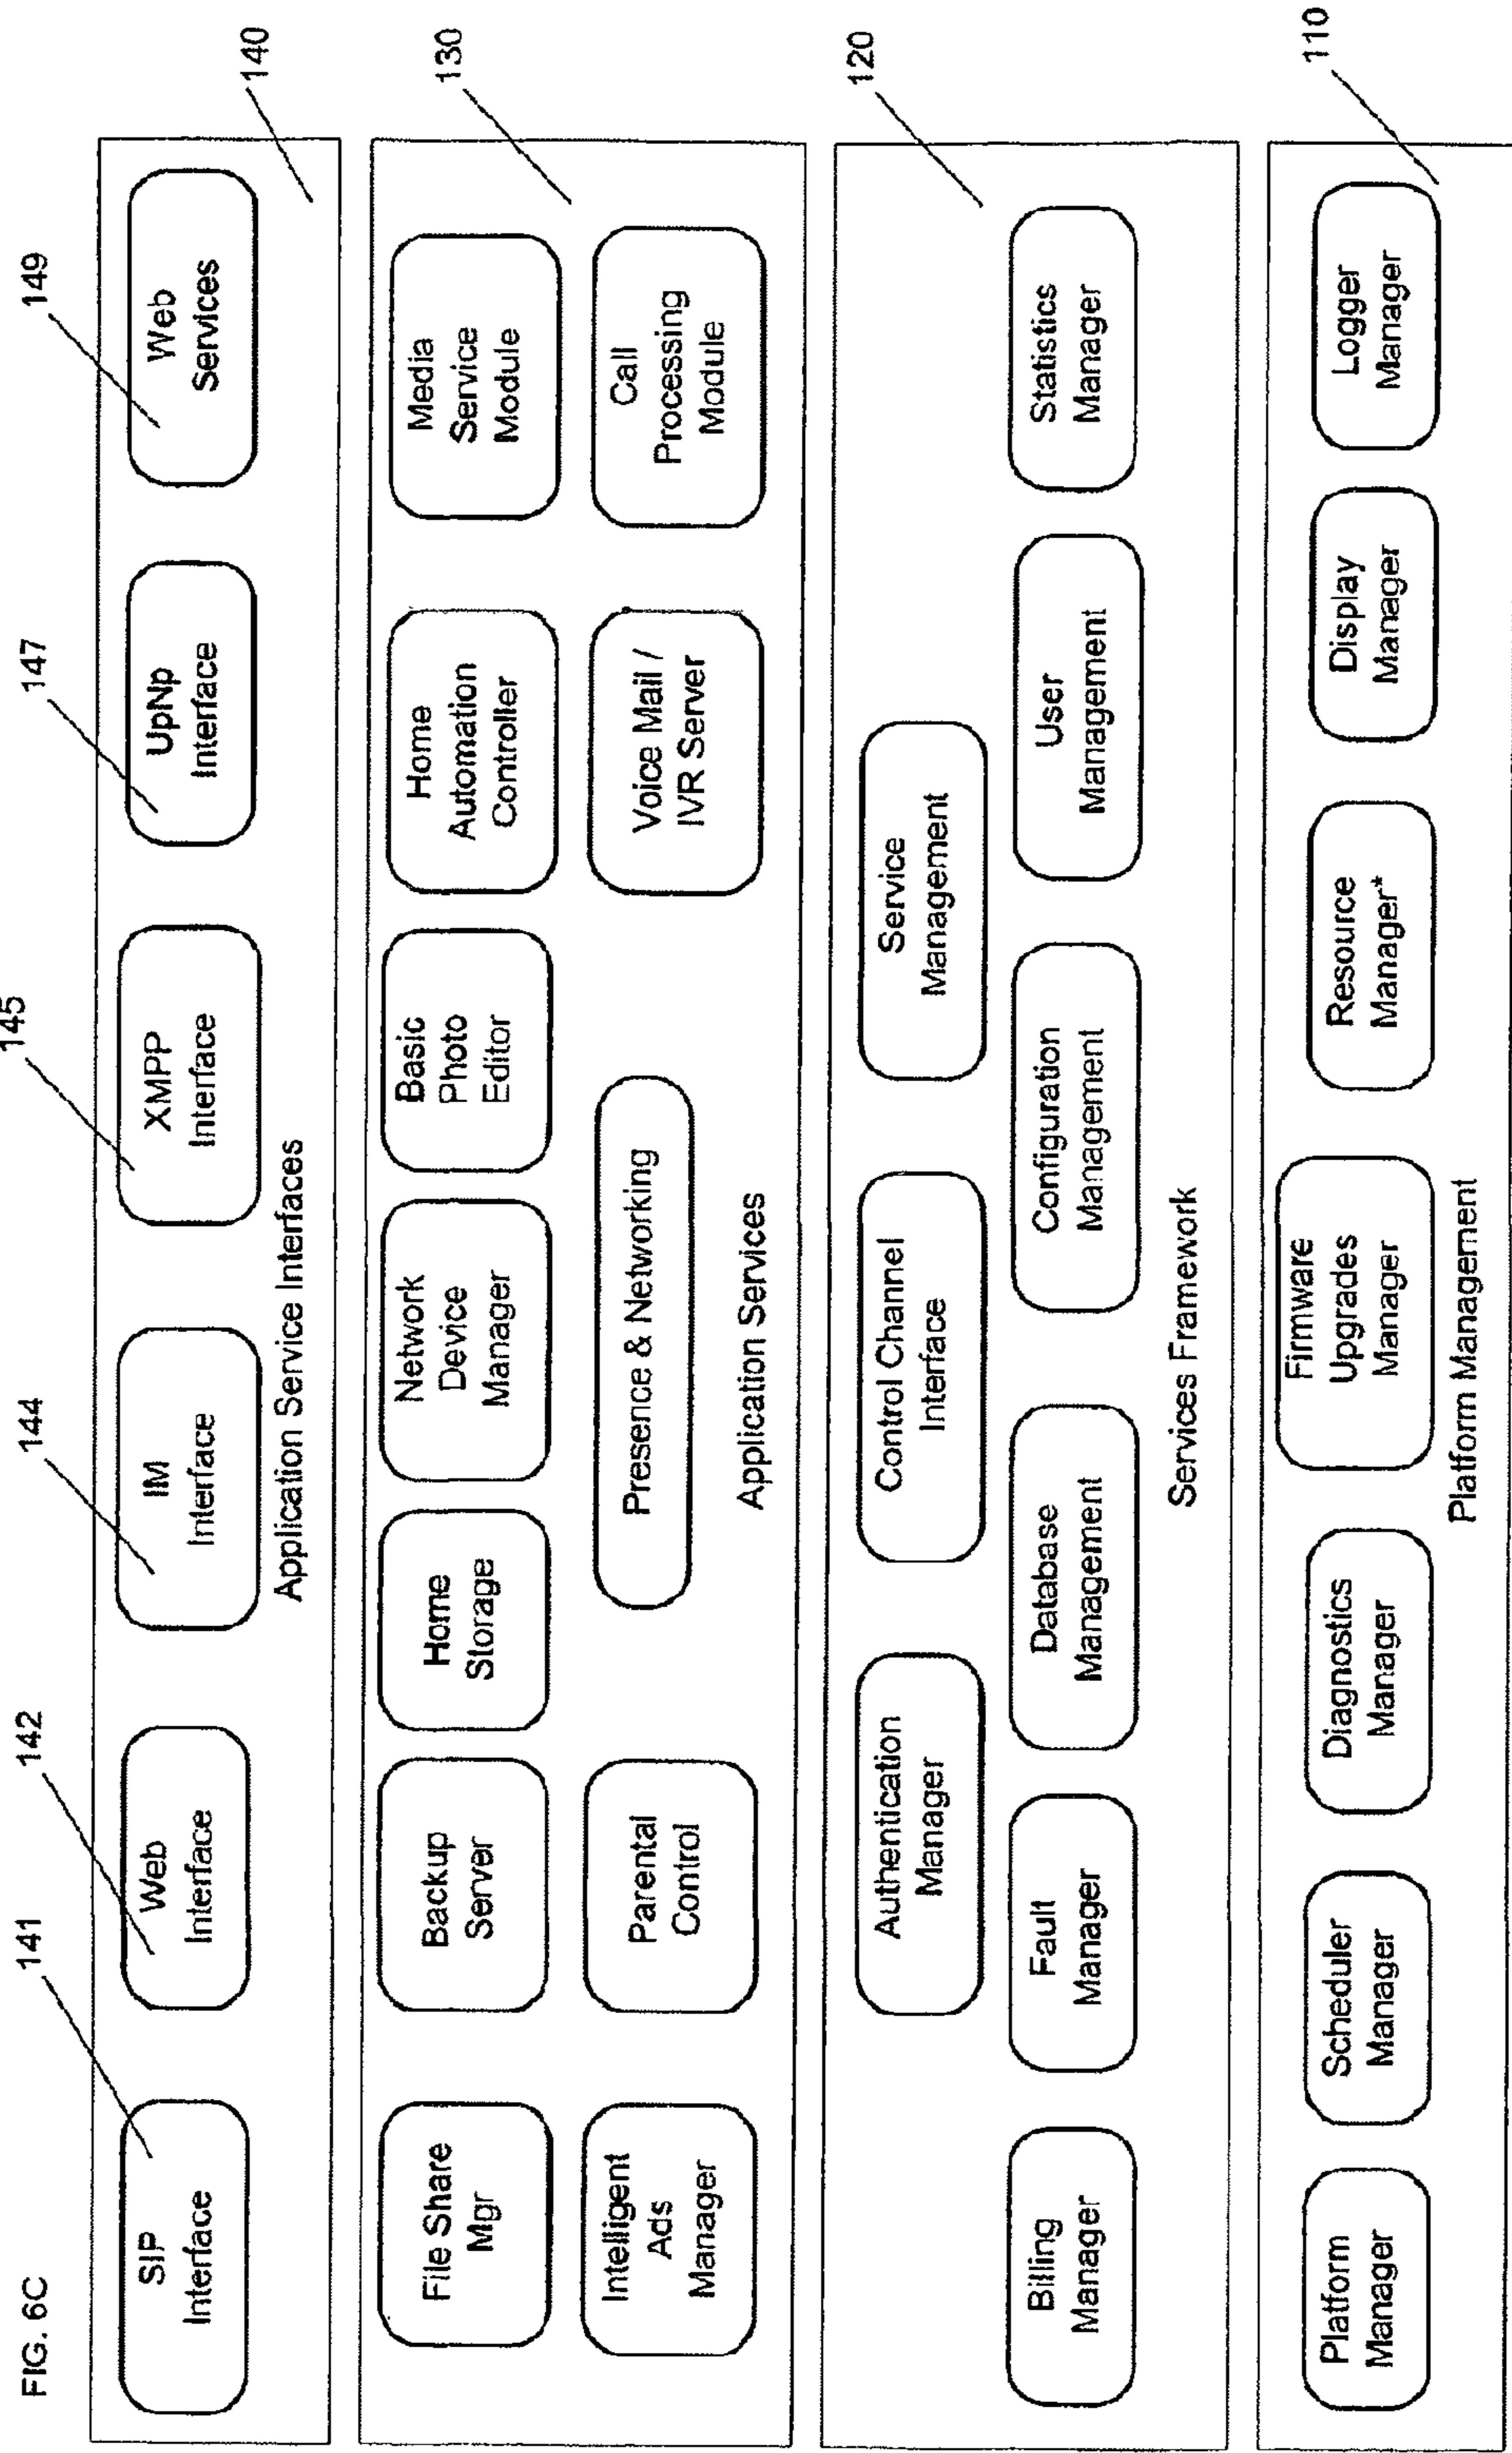 FIG. 6C
141
142
144
145
147
149
SIP
Interface
Web
Interface
IM
Interface
XMPP
Interface
UpNp
Interface
Web
Services
Application Service Interfaces
140
File Share
Mgr
Backup
Server
Home
Storage
Network
Device
Manager
Basic
Photo
Editor
Home
Automation
Controller
Media
Service
Module
130
Intelligent
Ads
Manager
Parental
Control
Presence & Networking
Voice Mail /
IVR Server
Call
Processing
Module
Application Services
Authentication
Manager
Control Channel
Interface
Service
Management
120
Billing
Manager
Fault
Manager
Database
Management
Configuration
Management
User
Management
Statistics
Manager
Services Framework
Platform
Manager
Scheduler
Manager
Diagnostics
Manager
Firmware
Upgrades
Manager
Resource
Manager*
Display
Manager
Logger
Manager
110
Platform Management